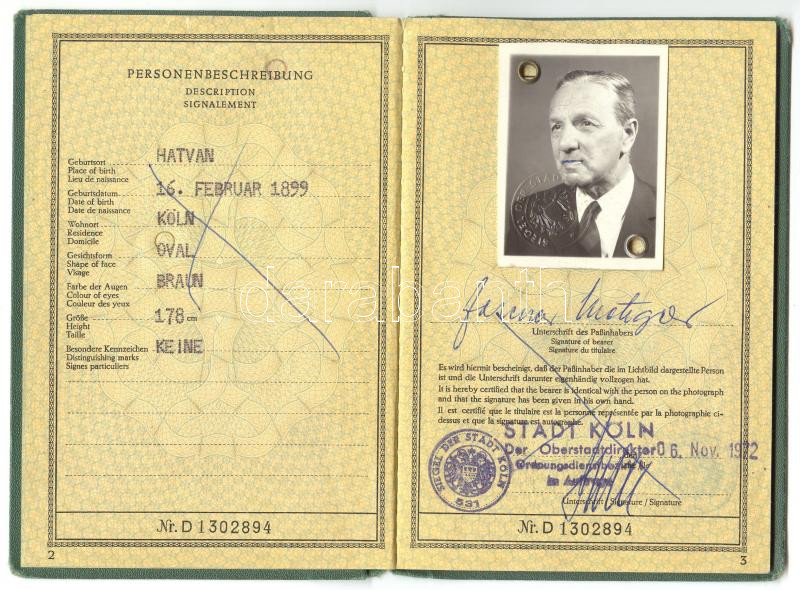 PERSONENBESCHREIBUNG
DESCRIPTION
SIGNALEMENT
Geburtsort
Place of birth
Lieu de naissance
HATVAN
Geburtsdatum
Date of birth
Date de naissance
16. FEBRUAR 1899
Wohnort
Residence
Domicile
KÖLN
Gesichtsform
Shape of face
Visage
OVAL
Farbe der Augen
Colour of eyes
Couleur des yeux
BRAUN
Größe
Height
Taille
178 cm
Besondere Kennzeichen
Distinguishing marks
Signes particuliers
KEINE
Nr. D 1302894
2
darabanth
Unterschrift des Paßinhabers
Signature of bearer
Signature du titulaire
Es wird hiermit bescheinigt, daß der Paßinhaber die im Lichtbild dargestellte Person
ist und die Unterschrift darunter eigenhändig vollzogen hat.
It is hereby certified that the bearer is identical with the person on the photograph
and that the signature has been given in his own hand.
Il est certifié que le titulaire est la personne représentée par la photographie ci-
dessus et que la signature est autographe.
STADT KÖLN
Der Oberstadtdirektor
06. Nov. 1972
SIEGEL DER STADT KÖLN
531
Unterschrift / Signature / Signature
Nr. D 1302894
3